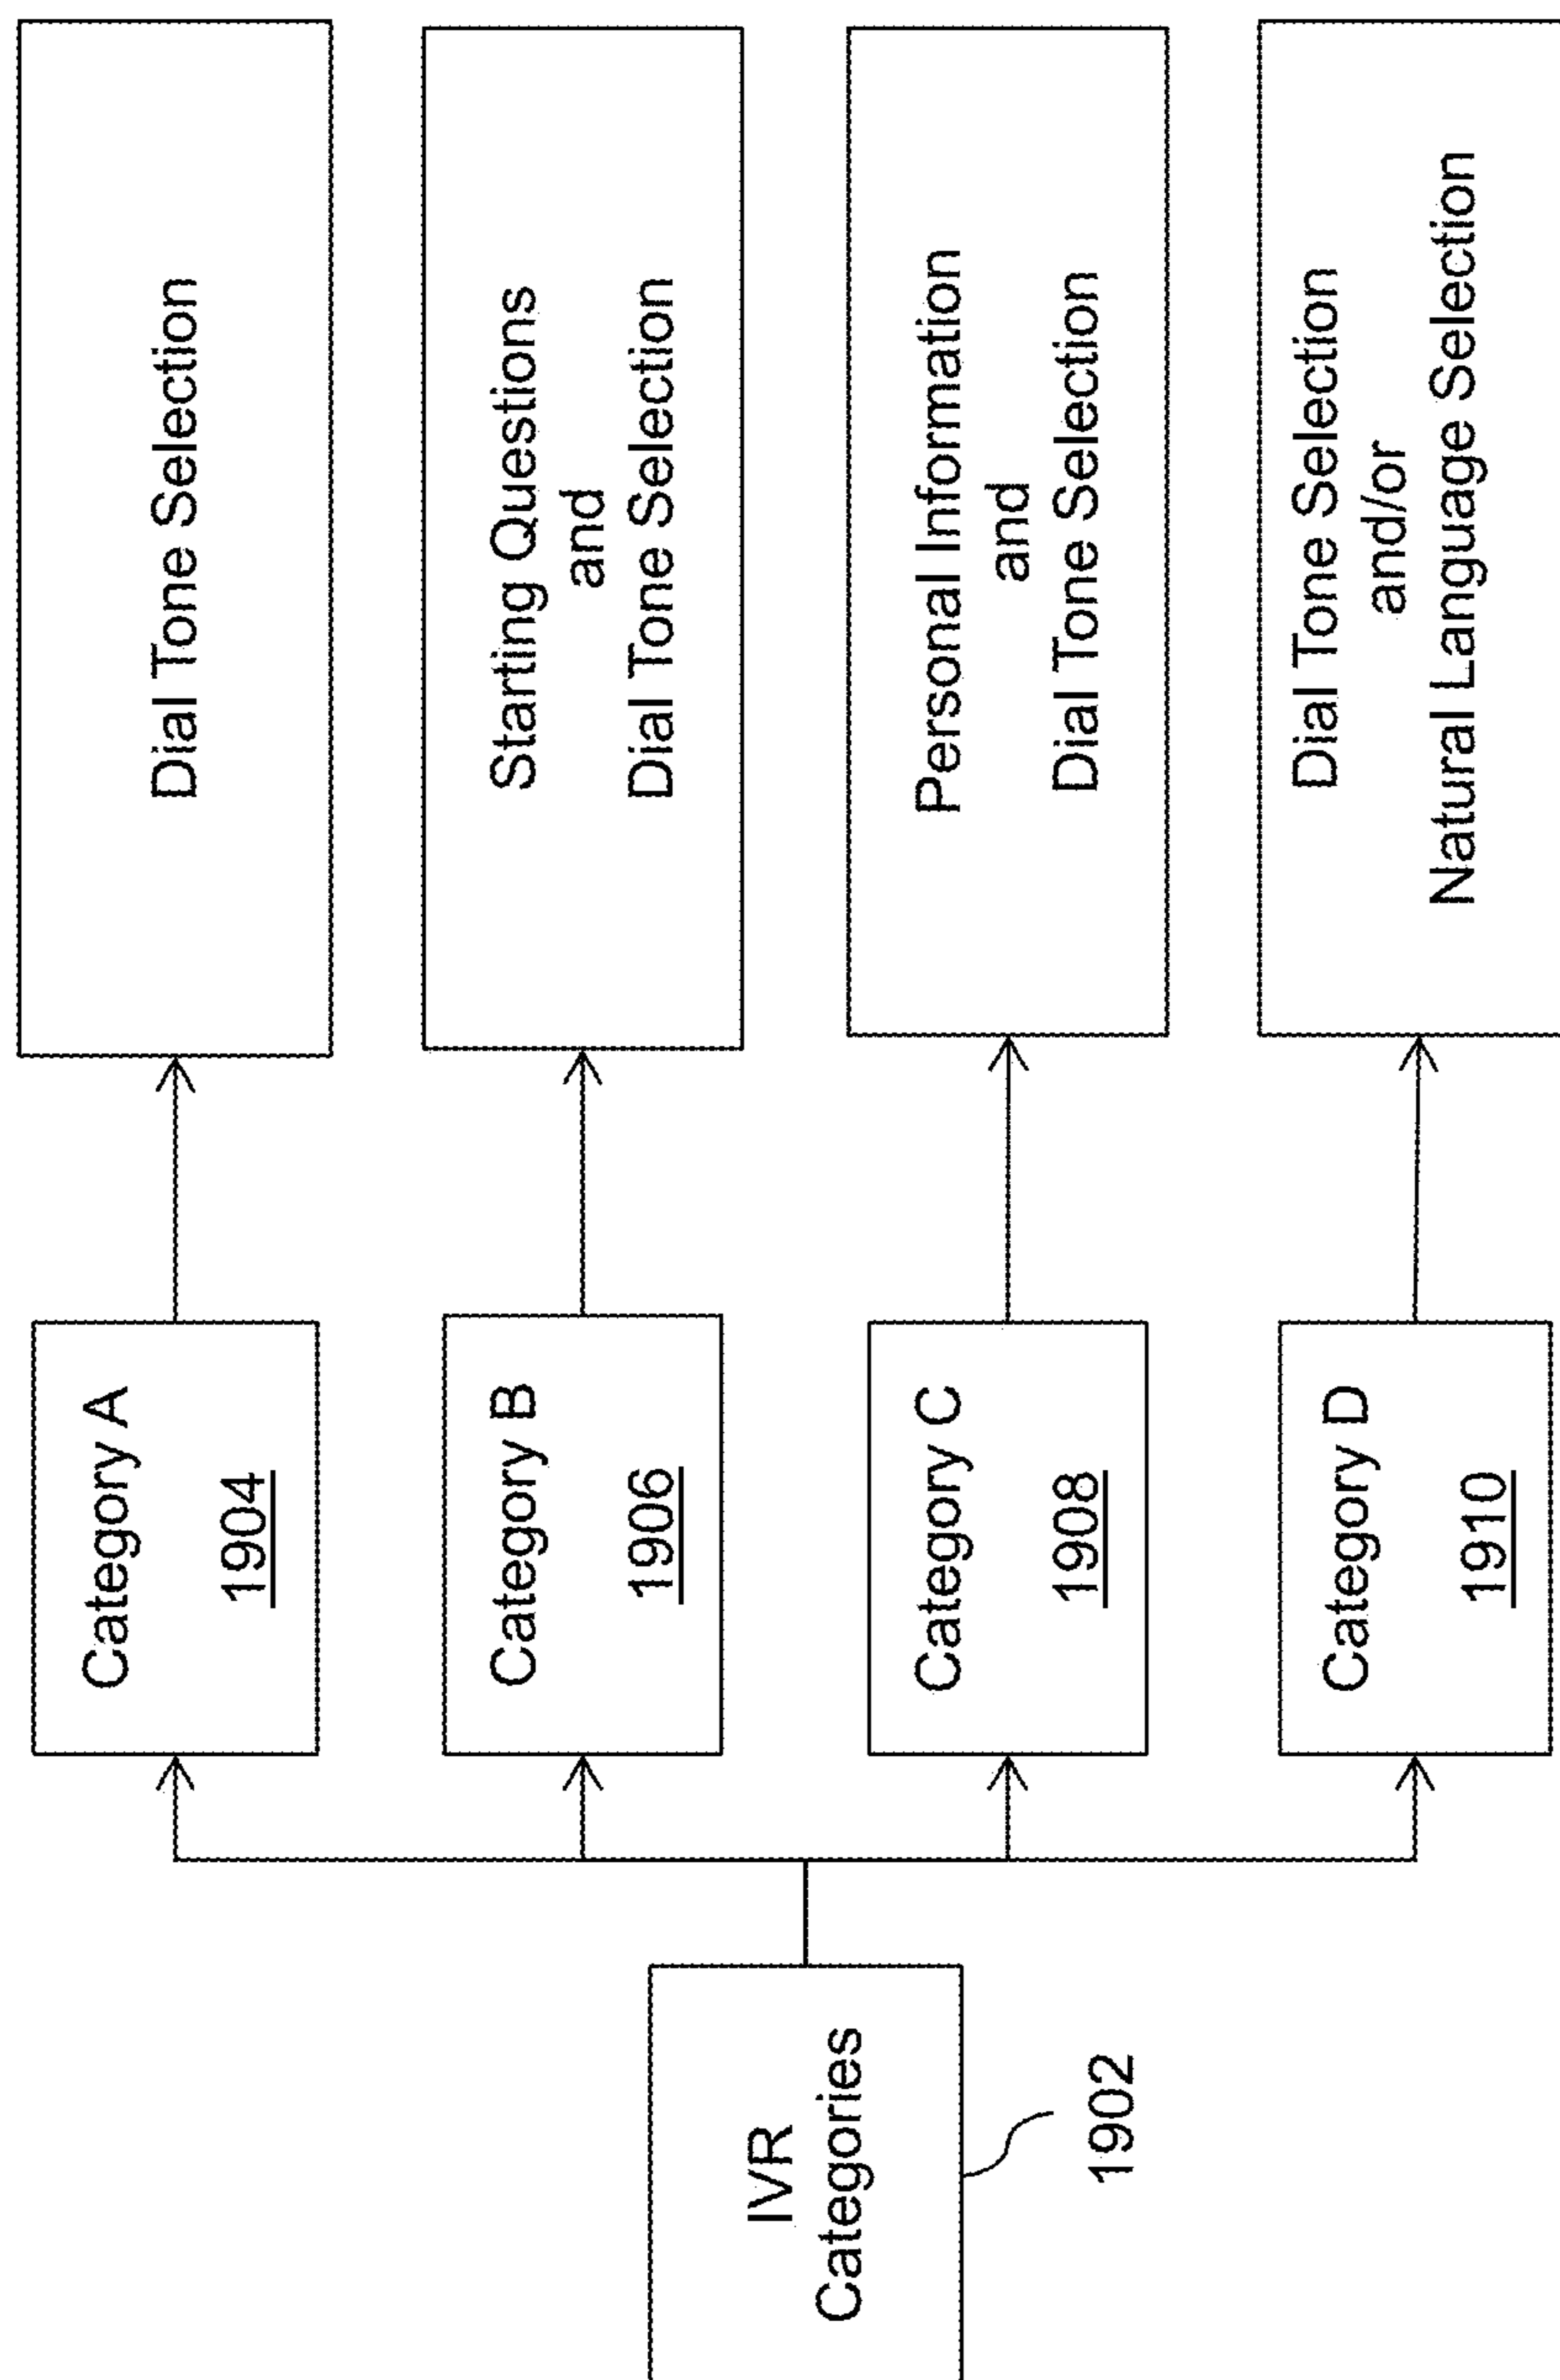 IVR
Categories
1902
Category A
1904
Dial Tone Selection
Category B
1906
Starting Questions
and
Dial Tone Selection
Category C
1908
Personal Information
and
Dial Tone Selection
Category D
1910
Dial Tone Selection
and/or
Natural Language Selection